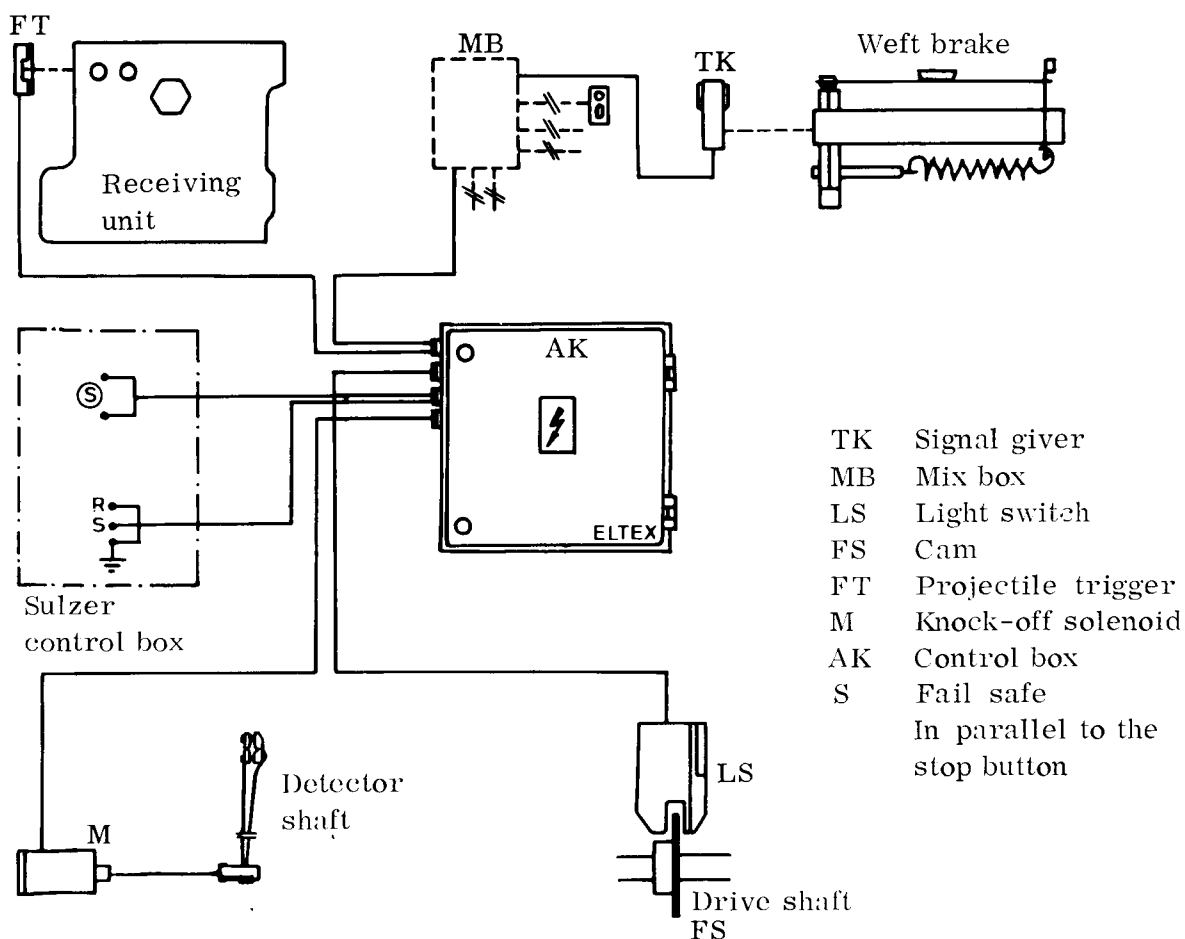 FT
MB
TK
Weft brake
Receiving
unit
AK
ELTEX
S
R
S
Sulzer
control box
TK Signal giver
MB Mix box
LS Light switch
FS Cam
FT Projectile trigger
M Knock-off solenoid
AK Control box
S Fail safe
In parallel to the
stop button
M
Detector
shaft
LS
Drive shaft
FS